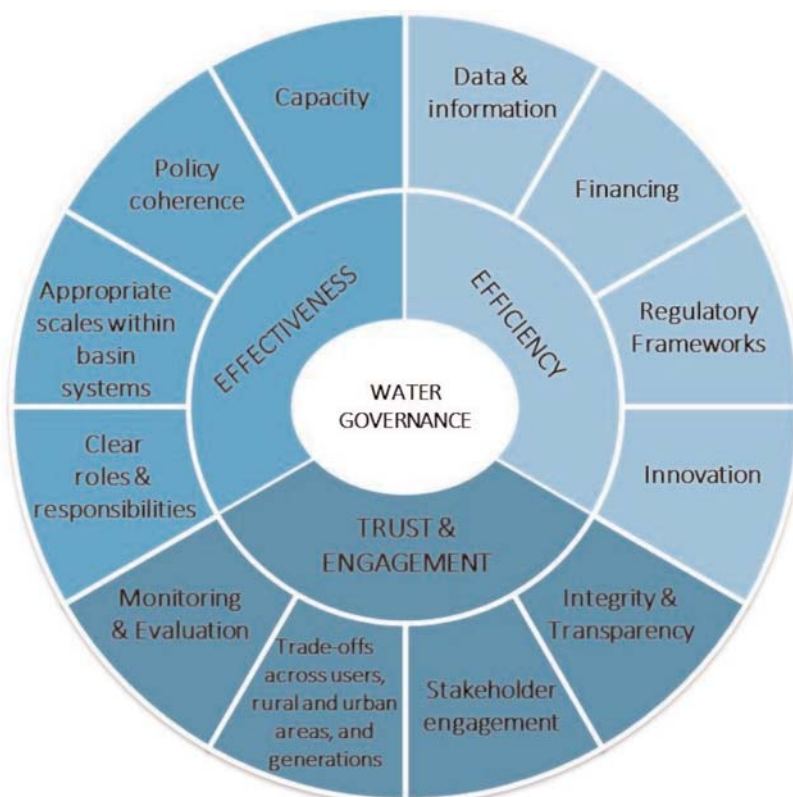 WATER
GOVERNANCE
EFFECTIVENESS
EFFICIENCY
TRUST &
ENGAGEMENT
Capacity
Policy
coherence
Appropriate
scales within
basin
systems
Clear
roles &
responsibilities
Data &
information
Financing
Regulatory
Frameworks
Innovation
Integrity &
Transparency
Stakeholder
engagement
Trade-offs
across users,
rural and urban
areas, and
generations
Monitoring
& Evaluation